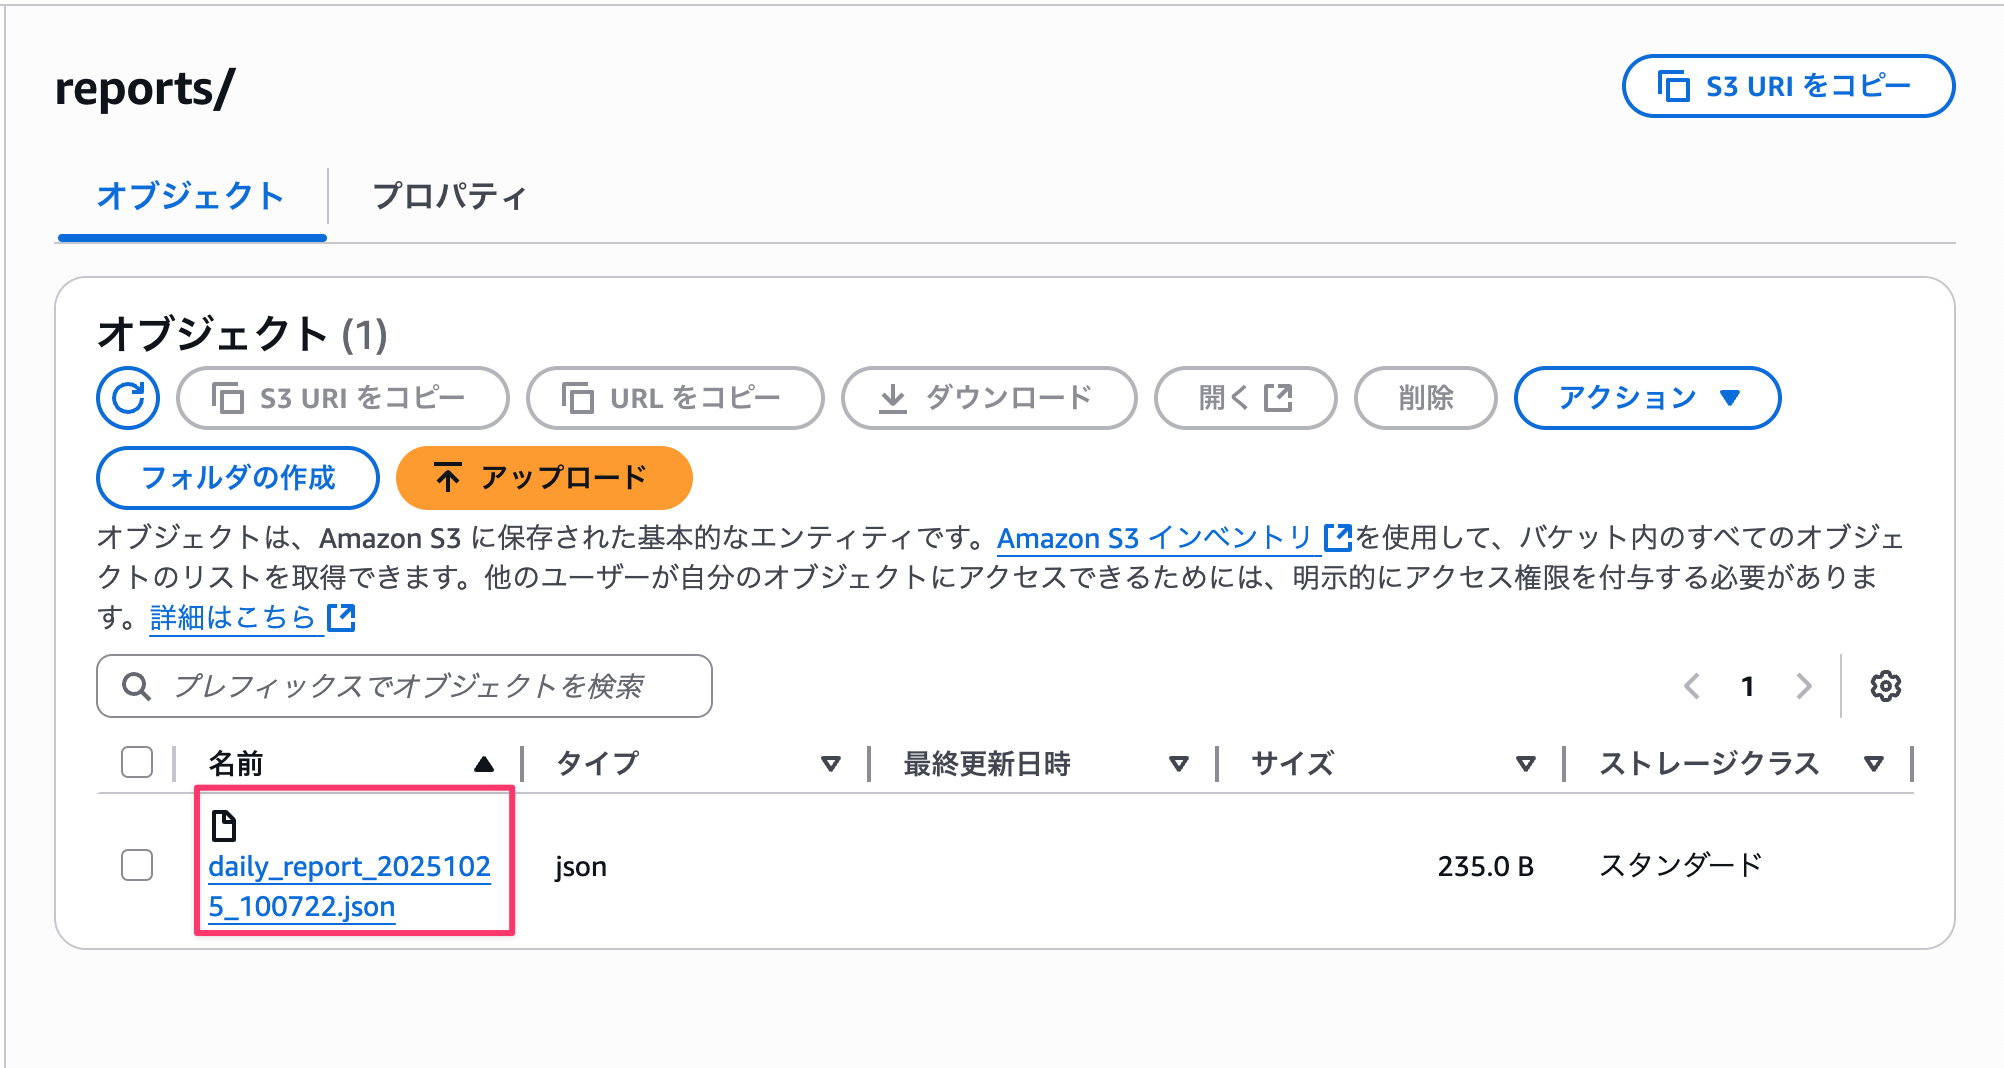 reports/
S3 URI をコピー
オブジェクト
プロパティ
オブジェクト (1)
S3 URI をコピー
URL をコピー
ダウンロード
開く
削除
アクション
フォルダの作成
アップロード
オブジェクトは、Amazon S3 に保存された基本的なエンティティです。Amazon S3 インベントリ を使用して、バケット内のすべてのオブジェ
クトのリストを取得できます。他のユーザーが自分のオブジェクトにアクセスできるためには、明示的にアクセス権限を付与する必要がありま
す。詳細はこちら
プレフィックスでオブジェクトを検索
1
名前
タイプ
最終更新日時
サイズ
ストレージクラス
daily_report_2025102
5_100722.json
json
235.0 B
スタンダード